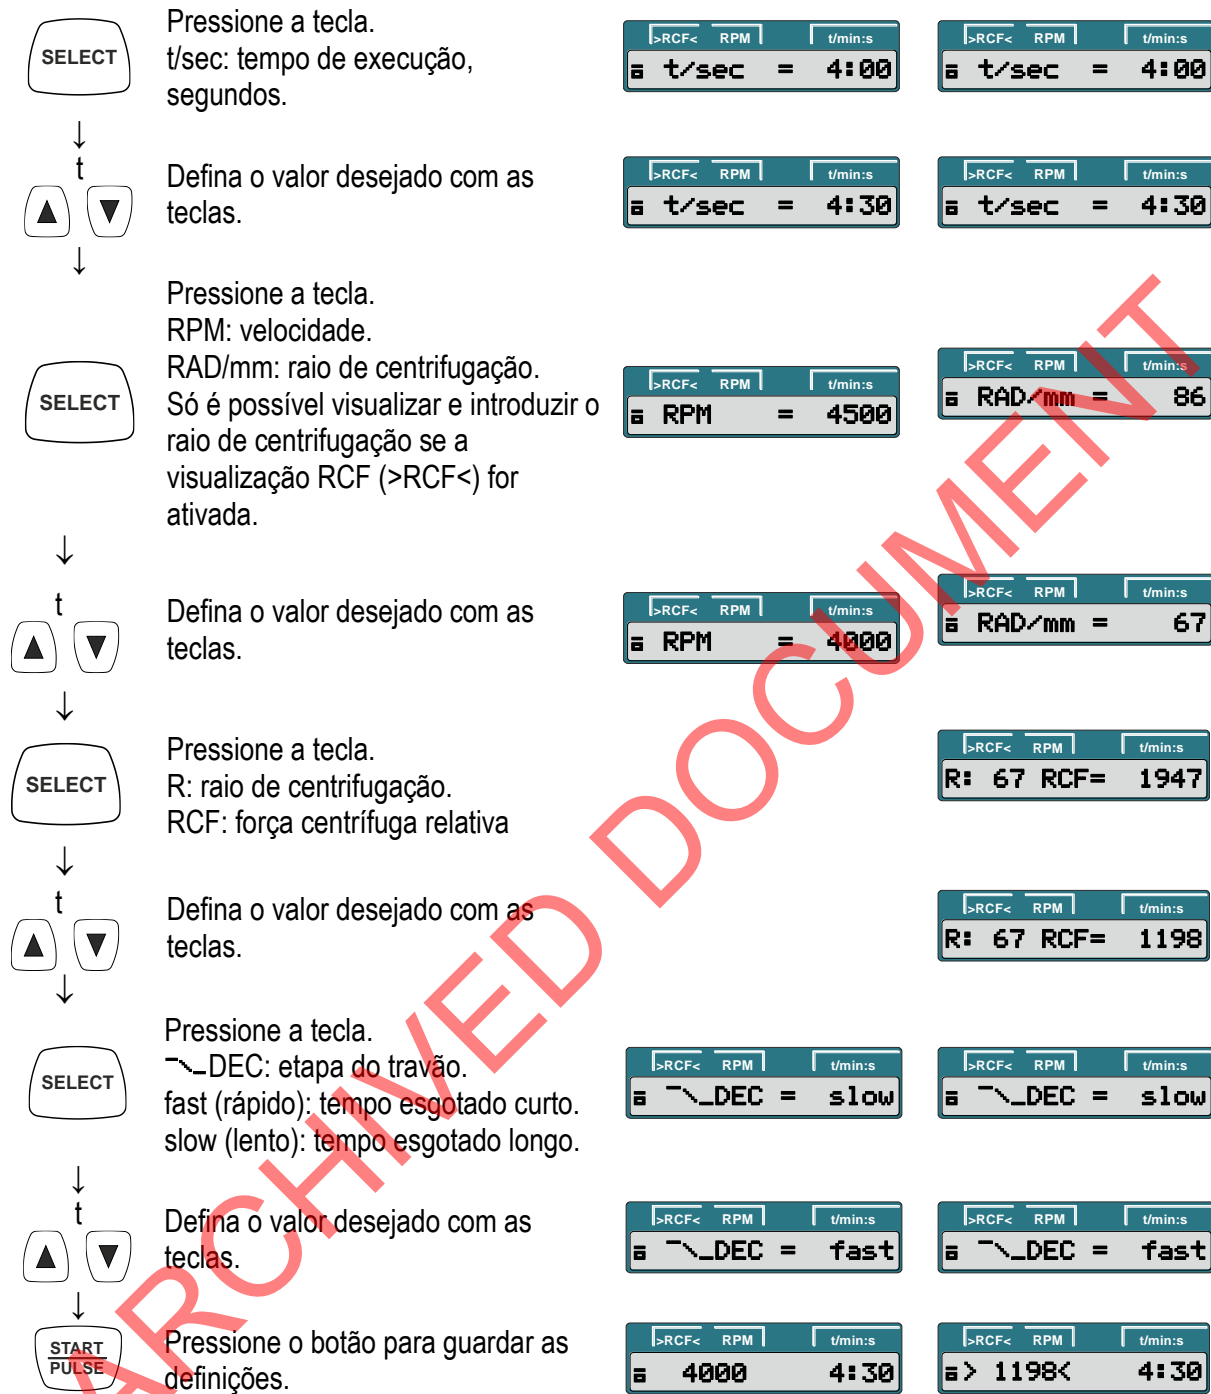 SELECT
Pressione a tecla.
t/sec: tempo de execução,
segundos.
>RCF< RPM t/min:s
t/sec = 4:00
>RCF< RPM t/min:s
t/sec = 4:00
↓
t
▲ ▼
Defina o valor desejado com as
teclas.
>RCF< RPM t/min:s
t/sec = 4:30
>RCF< RPM t/min:s
t/sec = 4:30
↓
SELECT
Pressione a tecla.
RPM: velocidade.
RAD/mm: raio de centrifugação.
Só é possível visualizar e introduzir o
raio de centrifugação se a
visualização RCF (>RCF<) for
ativada.
>RCF< RPM t/min:s
RPM = 4500
>RCF< RPM t/min:s
RAD/mm = 86
↓
t
▲ ▼
Defina o valor desejado com as
teclas.
>RCF< RPM t/min:s
RPM = 4000
>RCF< RPM t/min:s
RAD/mm = 67
↓
SELECT
Pressione a tecla.
R: raio de centrifugação.
RCF: força centrífuga relativa
>RCF< RPM t/min:s
R: 67 RCF= 1947
↓
t
▲ ▼
Defina o valor desejado com as
teclas.
>RCF< RPM t/min:s
R: 67 RCF= 1198
↓
SELECT
Pressione a tecla.
DEC: etapa do travão.
fast (rápido): tempo esgotado curto.
slow (lento): tempo esgotado longo.
>RCF< RPM t/min:s
DEC = slow
>RCF< RPM t/min:s
DEC = slow
↓
t
▲ ▼
Defina o valor desejado com as
teclas.
>RCF< RPM t/min:s
DEC = fast
>RCF< RPM t/min:s
DEC = fast
↓
START
PULSE
Pressione o botão para guardar as
definições.
>RCF< RPM t/min:s
4000 4:30
>RCF< RPM t/min:s
> 1198< 4:30
ARCHIVED DOCUMENT